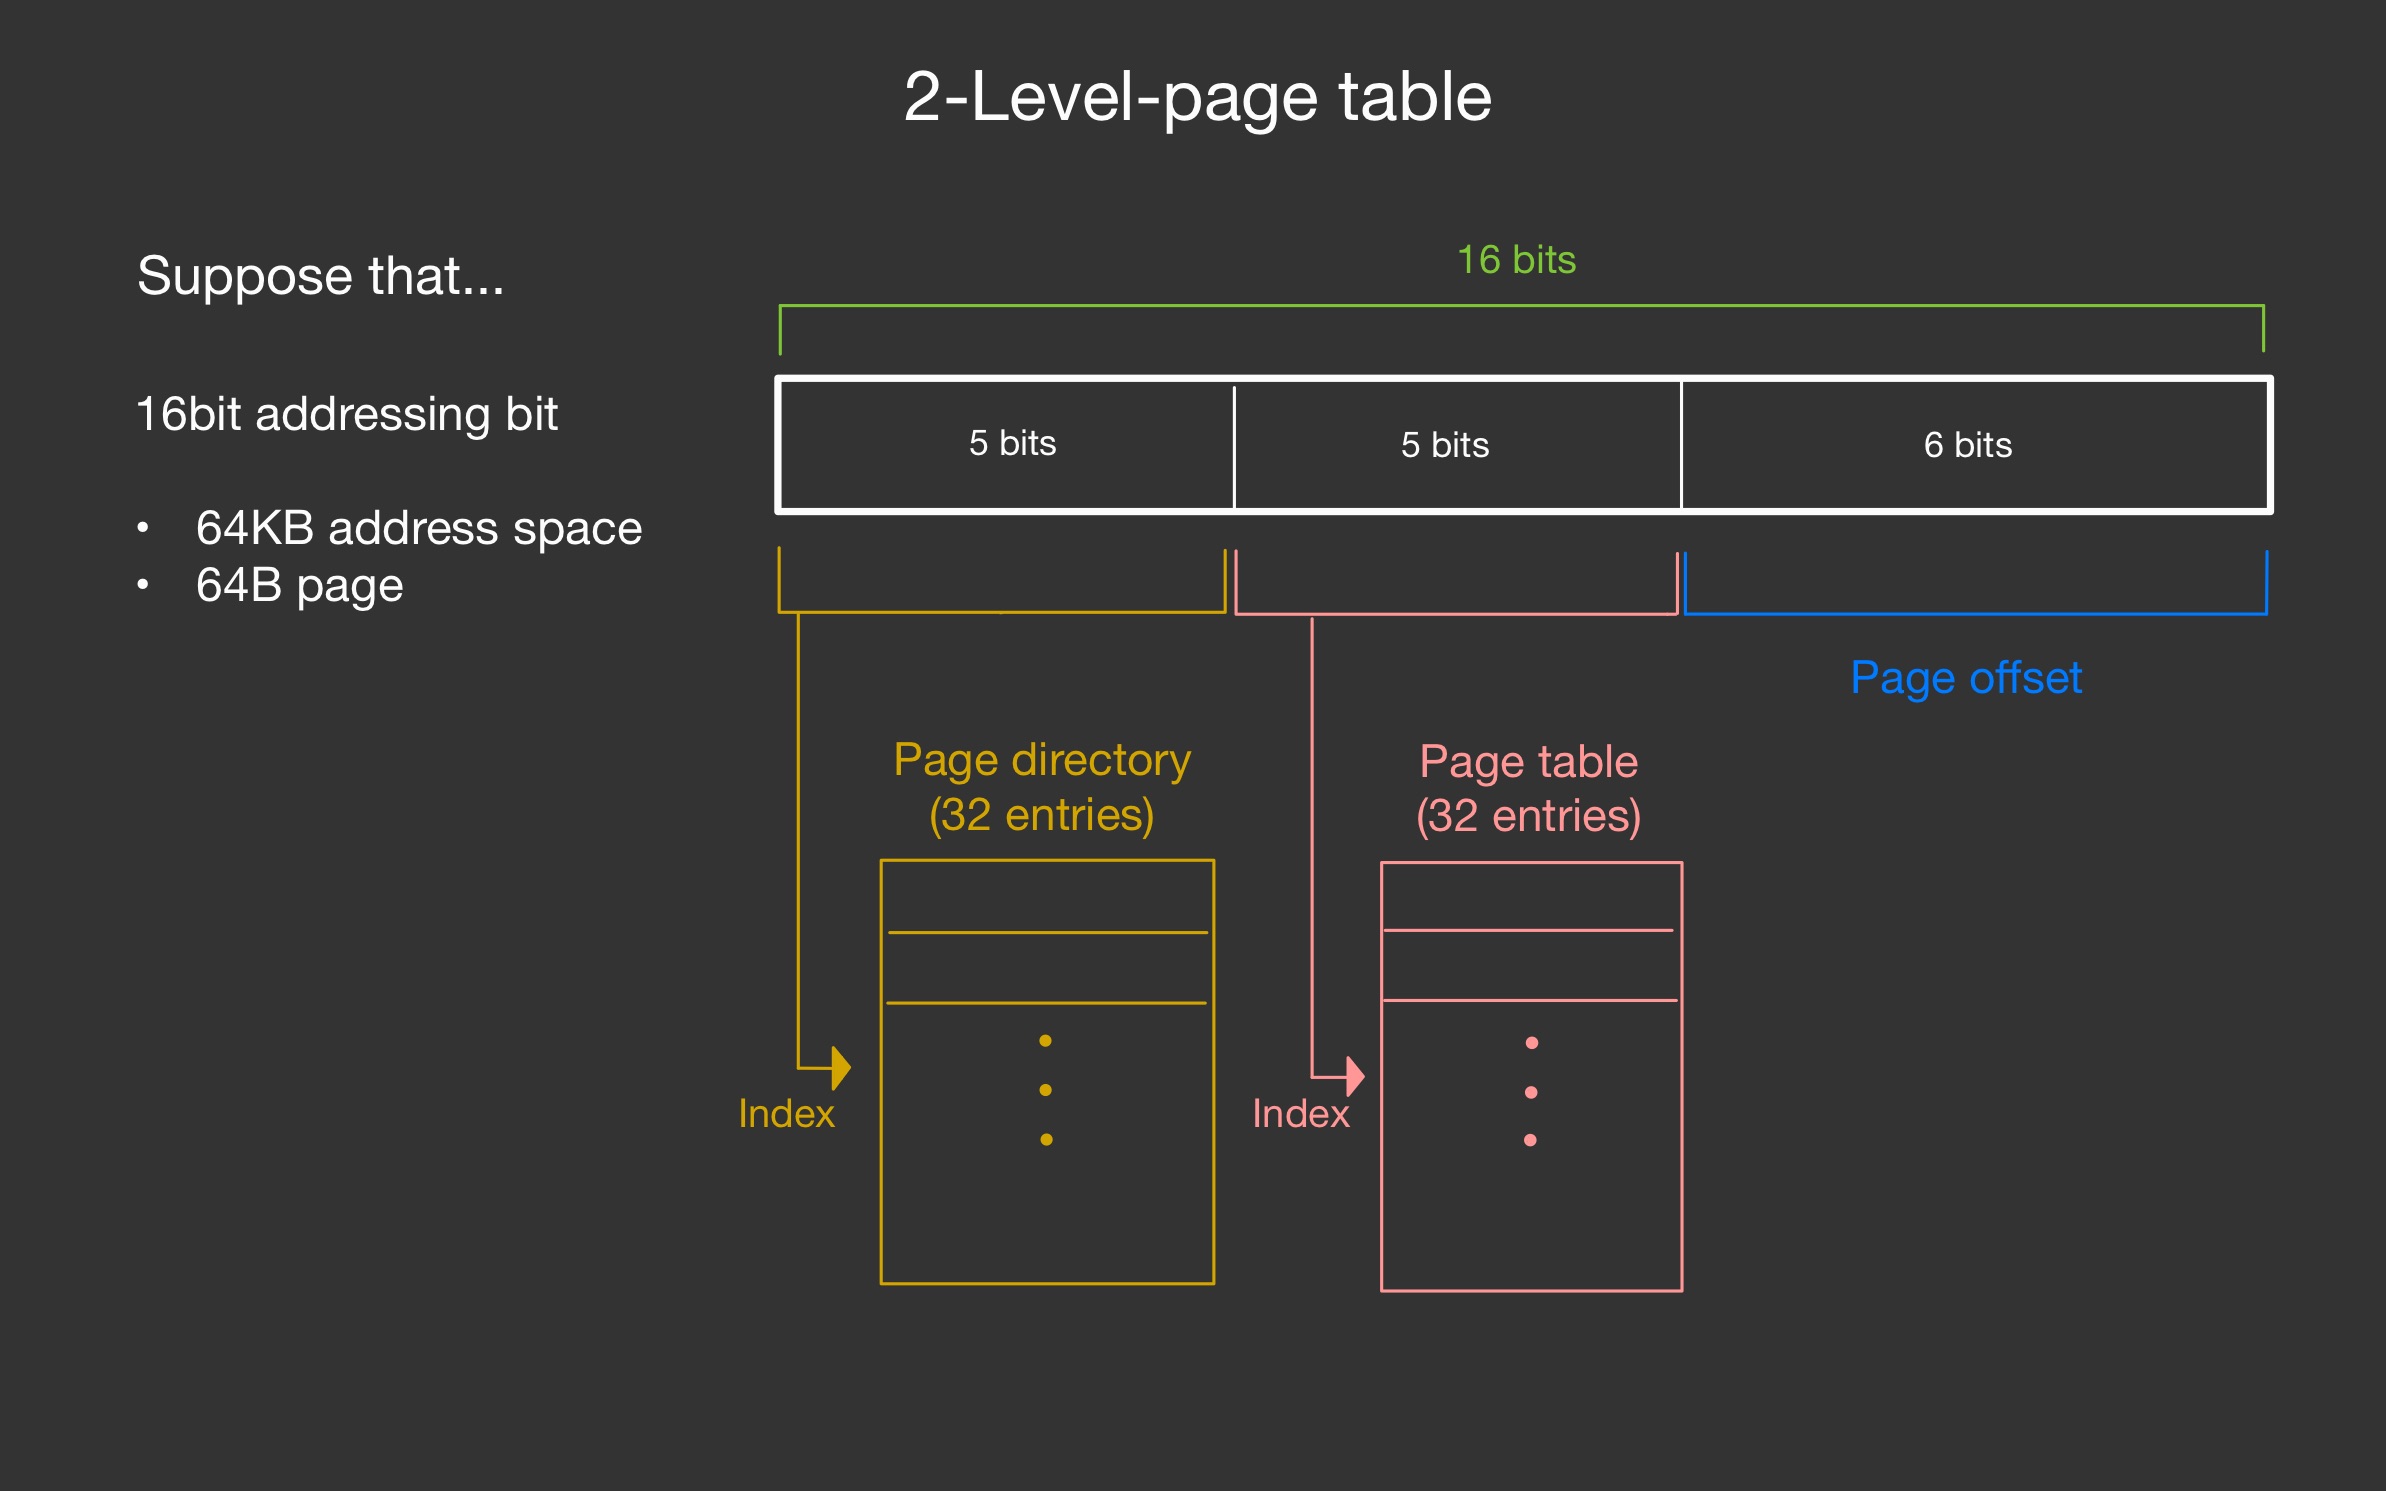 2-Level-page table
Suppose that...
16bit addressing bit
• 64KB address space
• 64B page
16 bits
5 bits
5 bits
6 bits
Page offset
Page directory
(32 entries)
Index
Page table
(32 entries)
Index